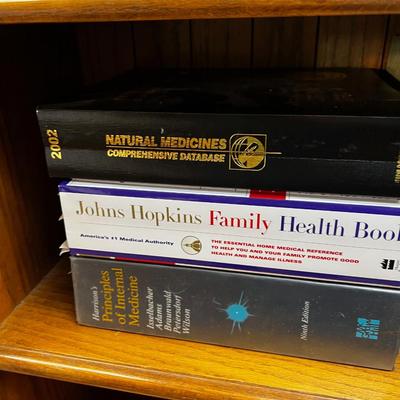 2002
NATURAL MEDICINES
COMPREHENSIVE DATABASE
Johns Hopkins Family Health Book
America's #1 Medical Authority
THE ESSENTIAL HOME MEDICAL REFERENCE
TO HELP YOU AND YOUR FAMILY PROMOTE GOOD
HEALTH AND MANAGE ILLNESS
Harrison's
Principles
of Internal
Medicine
Isselbacher
Adams
Braunwald
Petersdorf
Wilson
Ninth Edition